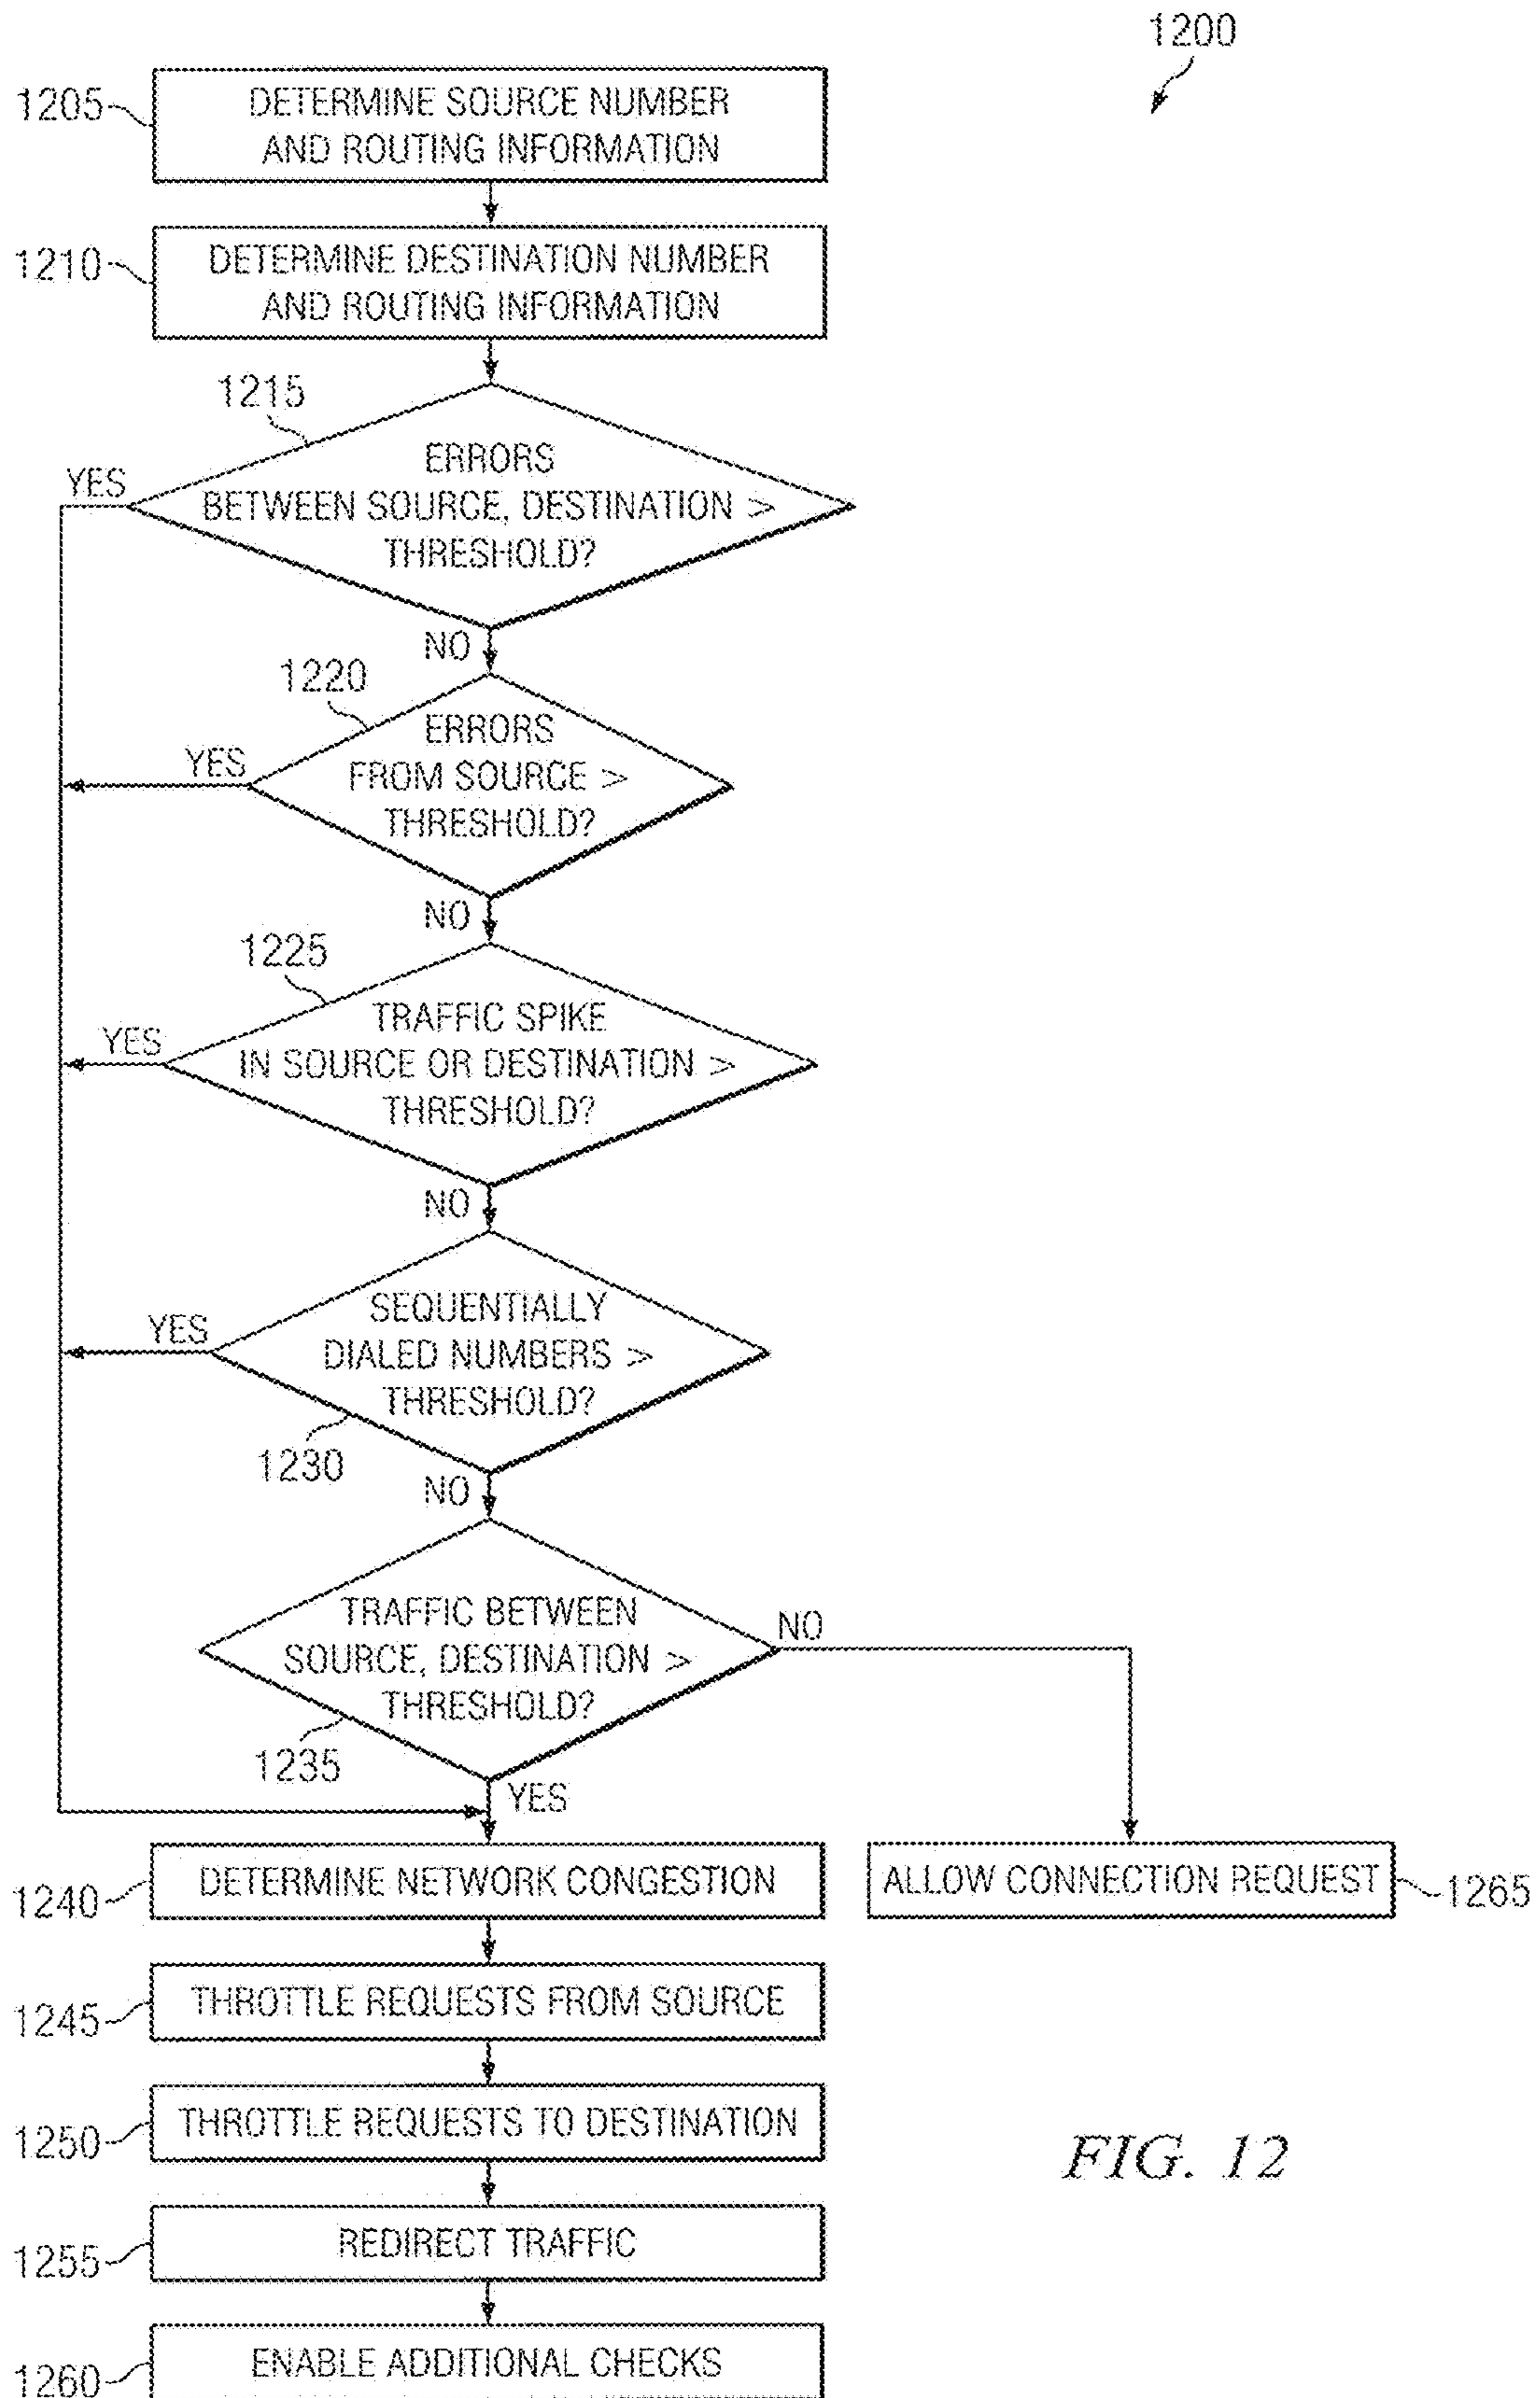 1200
1205
DETERMINE SOURCE NUMBER
AND ROUTING INFORMATION
1210
DETERMINE DESTINATION NUMBER
AND ROUTING INFORMATION
1215
ERRORS
BETWEEN SOURCE, DESTINATION >
THRESHOLD?
YES
NO
1220
ERRORS
FROM SOURCE >
THRESHOLD?
YES
NO
1225
TRAFFIC SPIKE
IN SOURCE OR DESTINATION >
THRESHOLD?
YES
NO
SEQUENTIALLY
DIALED NUMBERS >
THRESHOLD?
YES
1230
NO
TRAFFIC BETWEEN
SOURCE, DESTINATION >
THRESHOLD?
NO
1235
YES
1240
DETERMINE NETWORK CONGESTION
ALLOW CONNECTION REQUEST
1265
1245
THROTTLE REQUESTS FROM SOURCE
1250
THROTTLE REQUESTS TO DESTINATION
1255
REDIRECT TRAFFIC
1260
ENABLE ADDITIONAL CHECKS
FIG. 12